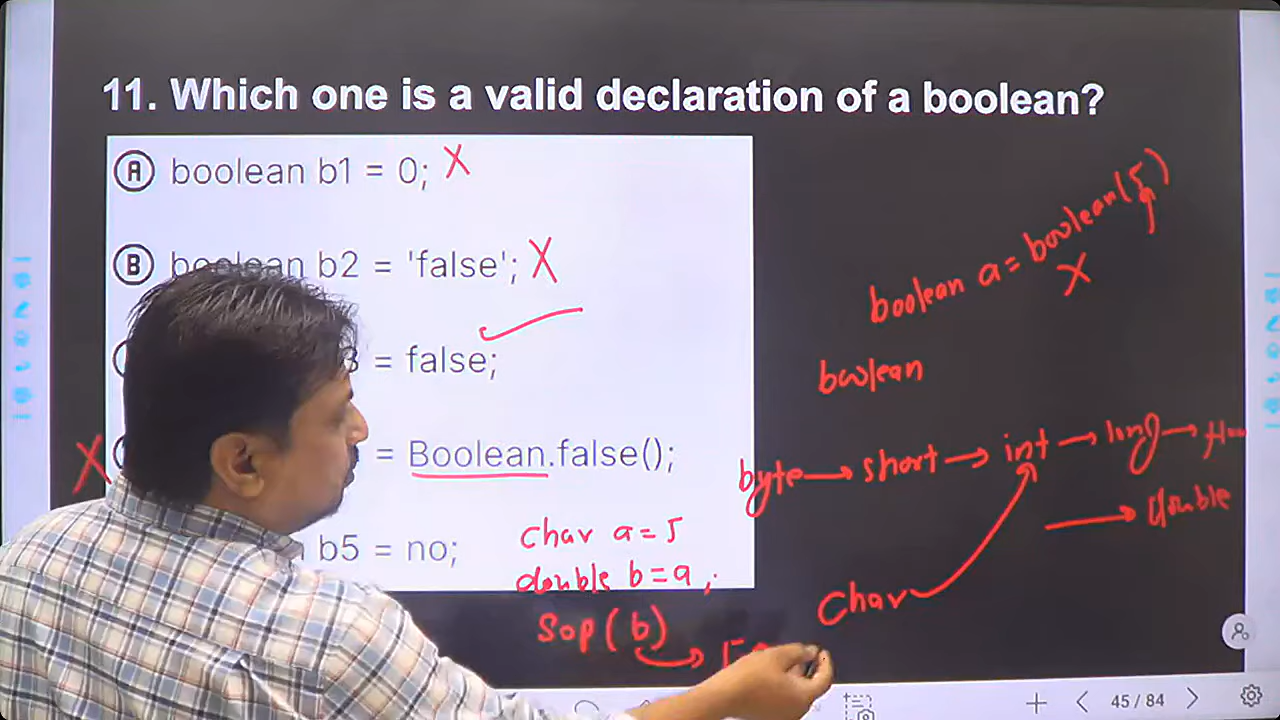 11. Which one is a valid declaration of a boolean?
A boolean b1 = 0; X
B boolean b2 = 'false'; X
= false;
X = Boolean.false();
b5 = no;
boolean a = boolean(5) X
boolean
byte → short → int → long →
→ double
char
char a = 5
double b = a ;
Sop ( b ) →
45 / 84